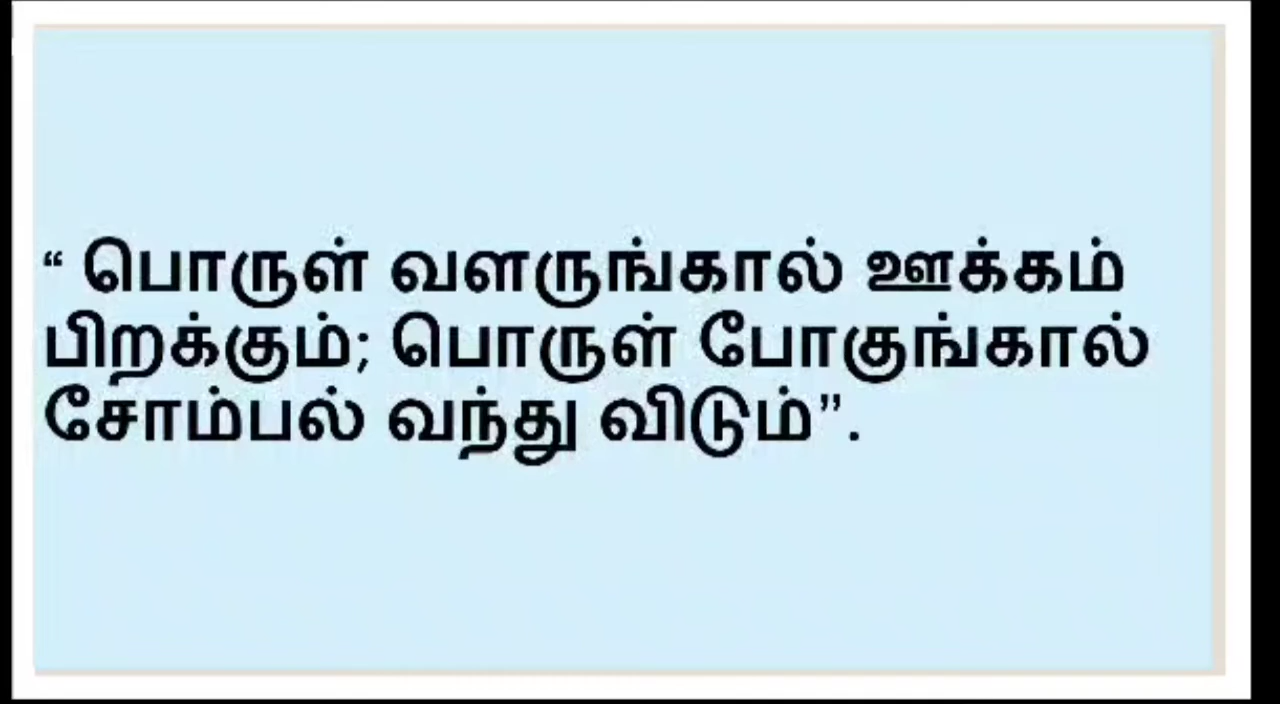 “ பொருள் வளருங்கால் ஊக்கம்
பிறக்கும்; பொருள் போகுங்கால்
சோம்பல் வந்து விடும்”.